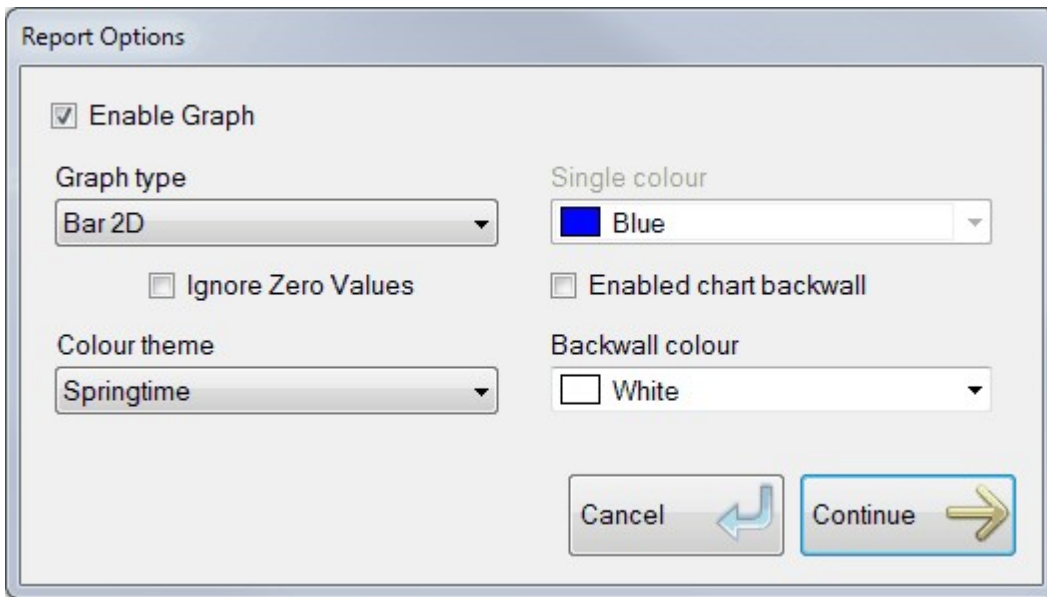 Report Options
Enable Graph
Graph type
Single colour
Bar 2D
Blue
Ignore Zero Values
Enabled chart backwall
Colour theme
Backwall colour
Springtime
White
Cancel
Continue